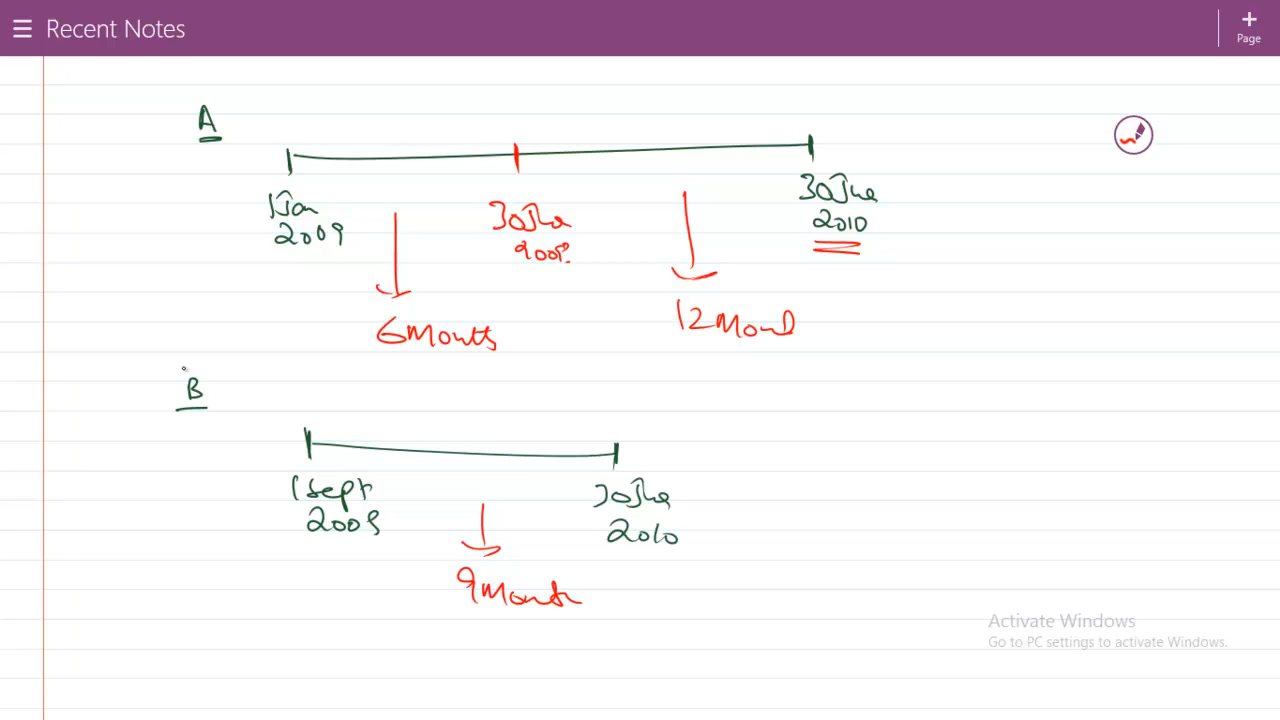 Recent Notes
Page
A
1 Jan
2009
30 June
2009
30 June
2010
6 Months
12 Month
B
1 Sept
2009
30 June
2010
9 Month
Activate Windows
Go to PC settings to activate Windows.